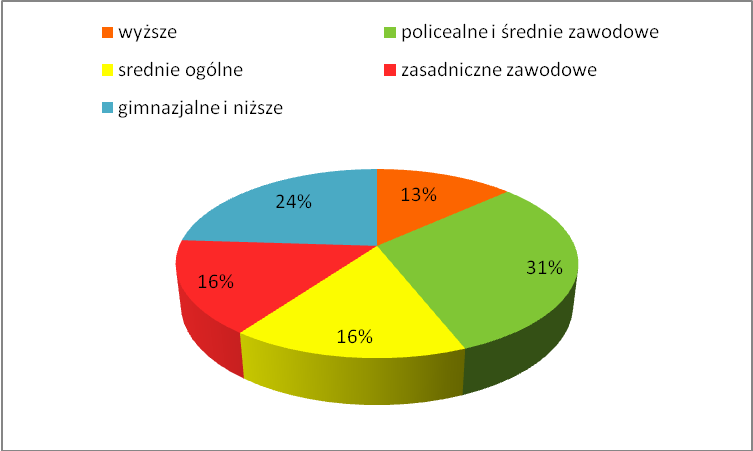 wyższe
policealne i średnie zawodowe
srednie ogólne
zasadniczne zawodowe
gimnazjalne i niższe
24%
13%
31%
16%
16%